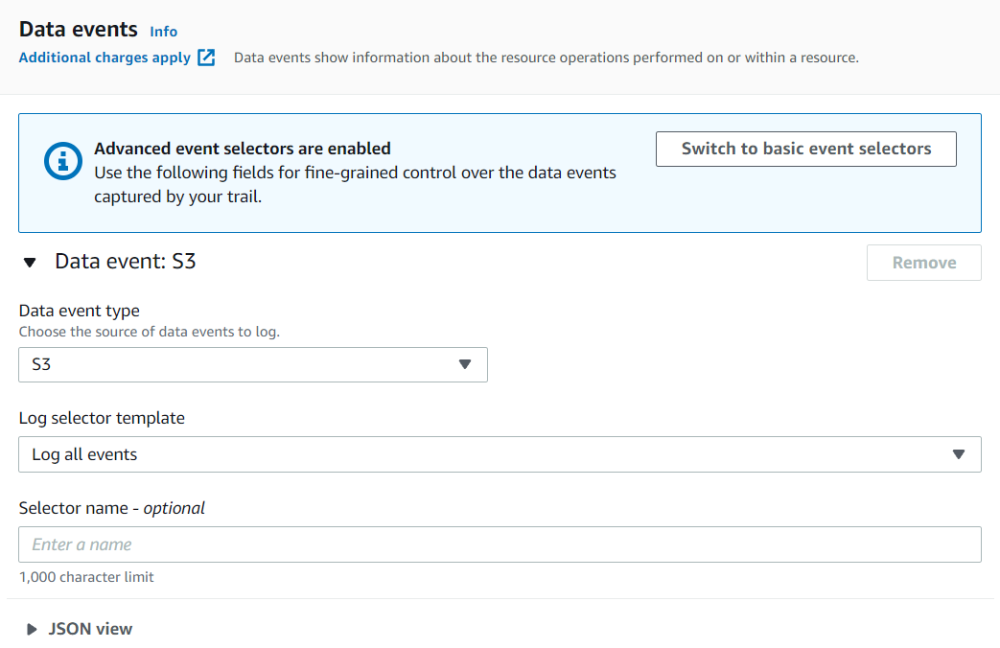 Data events Info
Additional charges apply Data events show information about the resource operations performed on or within a resource.
Advanced event selectors are enabled
Switch to basic event selectors
Use the following fields for fine-grained control over the data events
captured by your trail.
Data event: S3
Remove
Data event type
Choose the source of data events to log.
S3
Log selector template
Log all events
Selector name - optional
Enter a name
1,000 character limit
JSON view